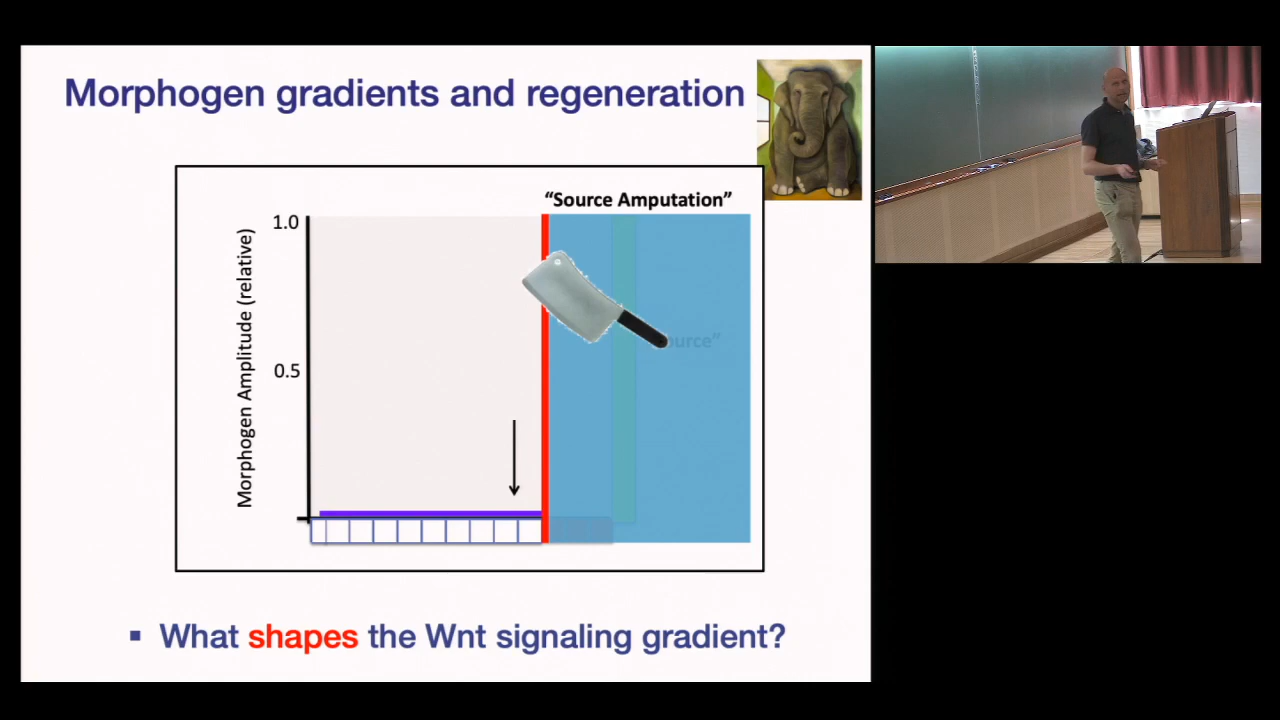 Morphogen gradients and regeneration
"Source Amputation"
1.0
Morphogen Amplitude (relative)
0.5
▪ What shapes the Wnt signaling gradient?